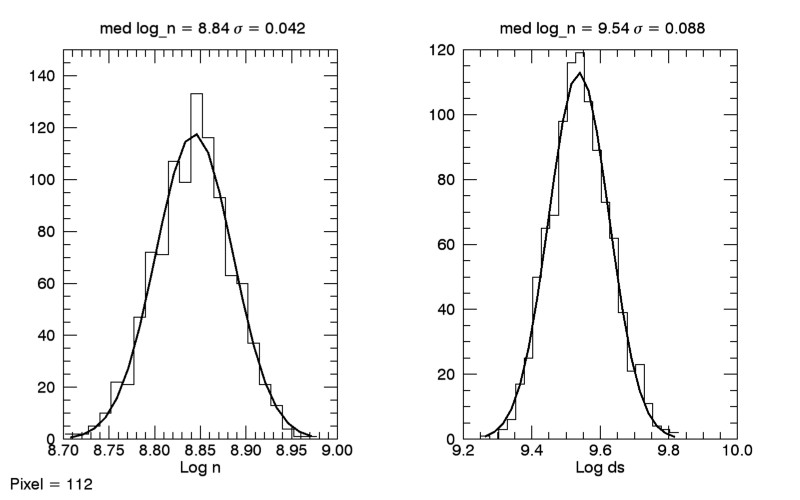 med log_n = 8.84 σ = 0.042
140
120
100
80
60
40
20
0
8.70 8.75 8.80 8.85 8.90 8.95 9.00
Log n
med log_n = 9.54 σ = 0.088
120
100
80
60
40
20
0
9.2 9.4 9.6 9.8 10.0
Log ds
Pixel = 112